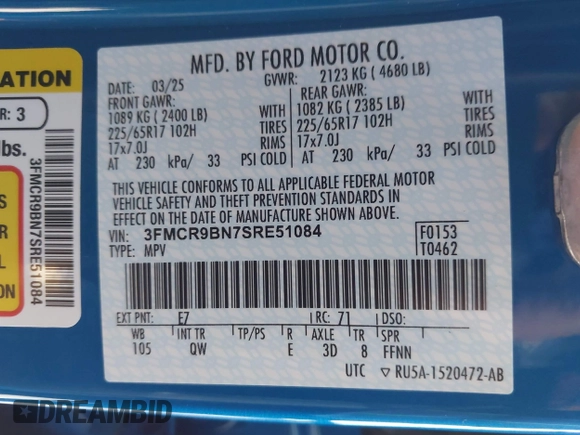 ATION
R: 3
lbs.
S
R
L
ON
3FMCR9BN7SRE51084
MFD. BY FORD MOTOR CO.
DATE: 03/25 GVWR: 2123 KG ( 4680 LB)
FRONT GAWR: REAR GAWR:
1089 KG ( 2400 LB) WITH 1082 KG ( 2385 LB) WITH
225/65R17 102H TIRES 225/65R17 102H TIRES
17x7.0J RIMS 17x7.0J RIMS
AT 230 kPa/ 33 PSI COLD AT 230 kPa/ 33 PSI COLD
THIS VEHICLE CONFORMS TO ALL APPLICABLE FEDERAL MOTOR
VEHICLE SAFETY AND THEFT PREVENTION STANDARDS IN
EFFECT ON THE DATE OF MANUFACTURE SHOWN ABOVE.
VIN: 3FMCR9BN7SRE51084 F0153
TYPE: MPV T0462
EXT PNT: E7 RC: 71 DSO:
WB INT TR TP/PS R AXLE TR SPR
105 QW E 3D 8 FFNN
UTC ▽ RU5A-1520472-AB
DREAMBID